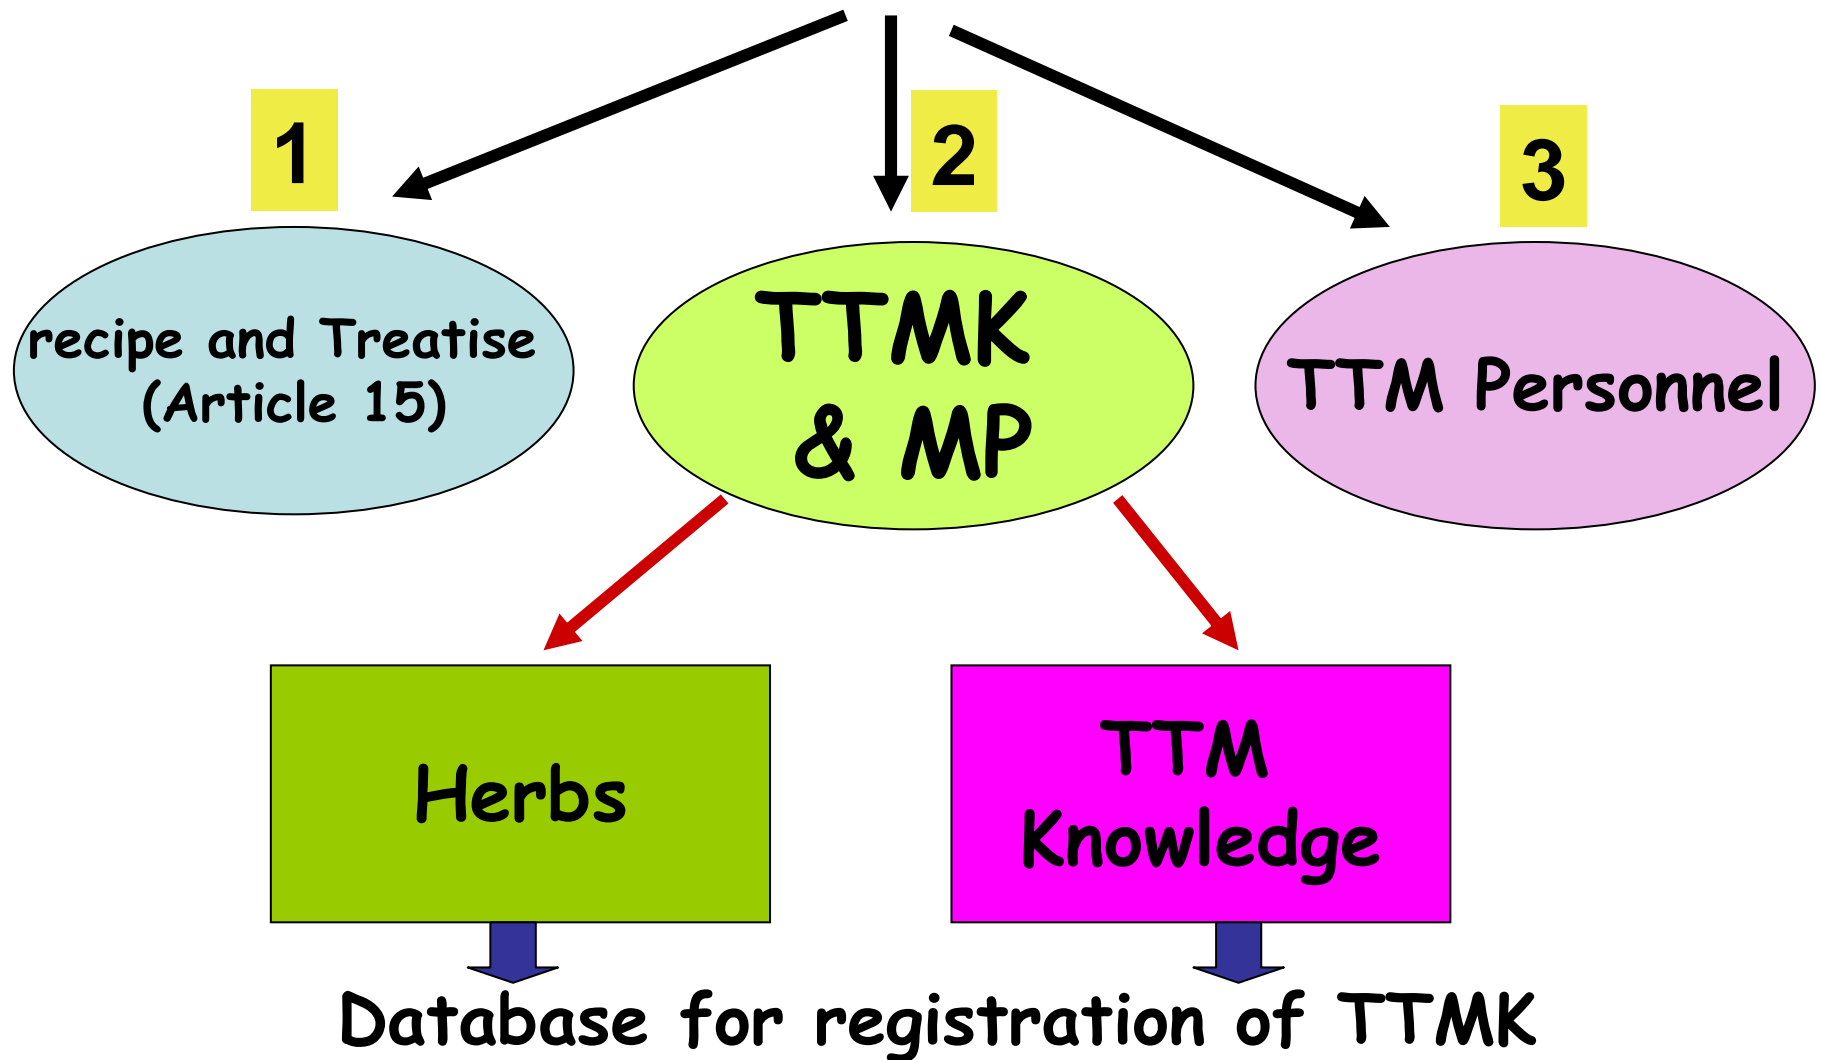 1
2
3
recipe and Treatise
(Article 15)
TTMK
& MP
TTM Personnel
Herbs
TTM
Knowledge
Database for registration of TTMK